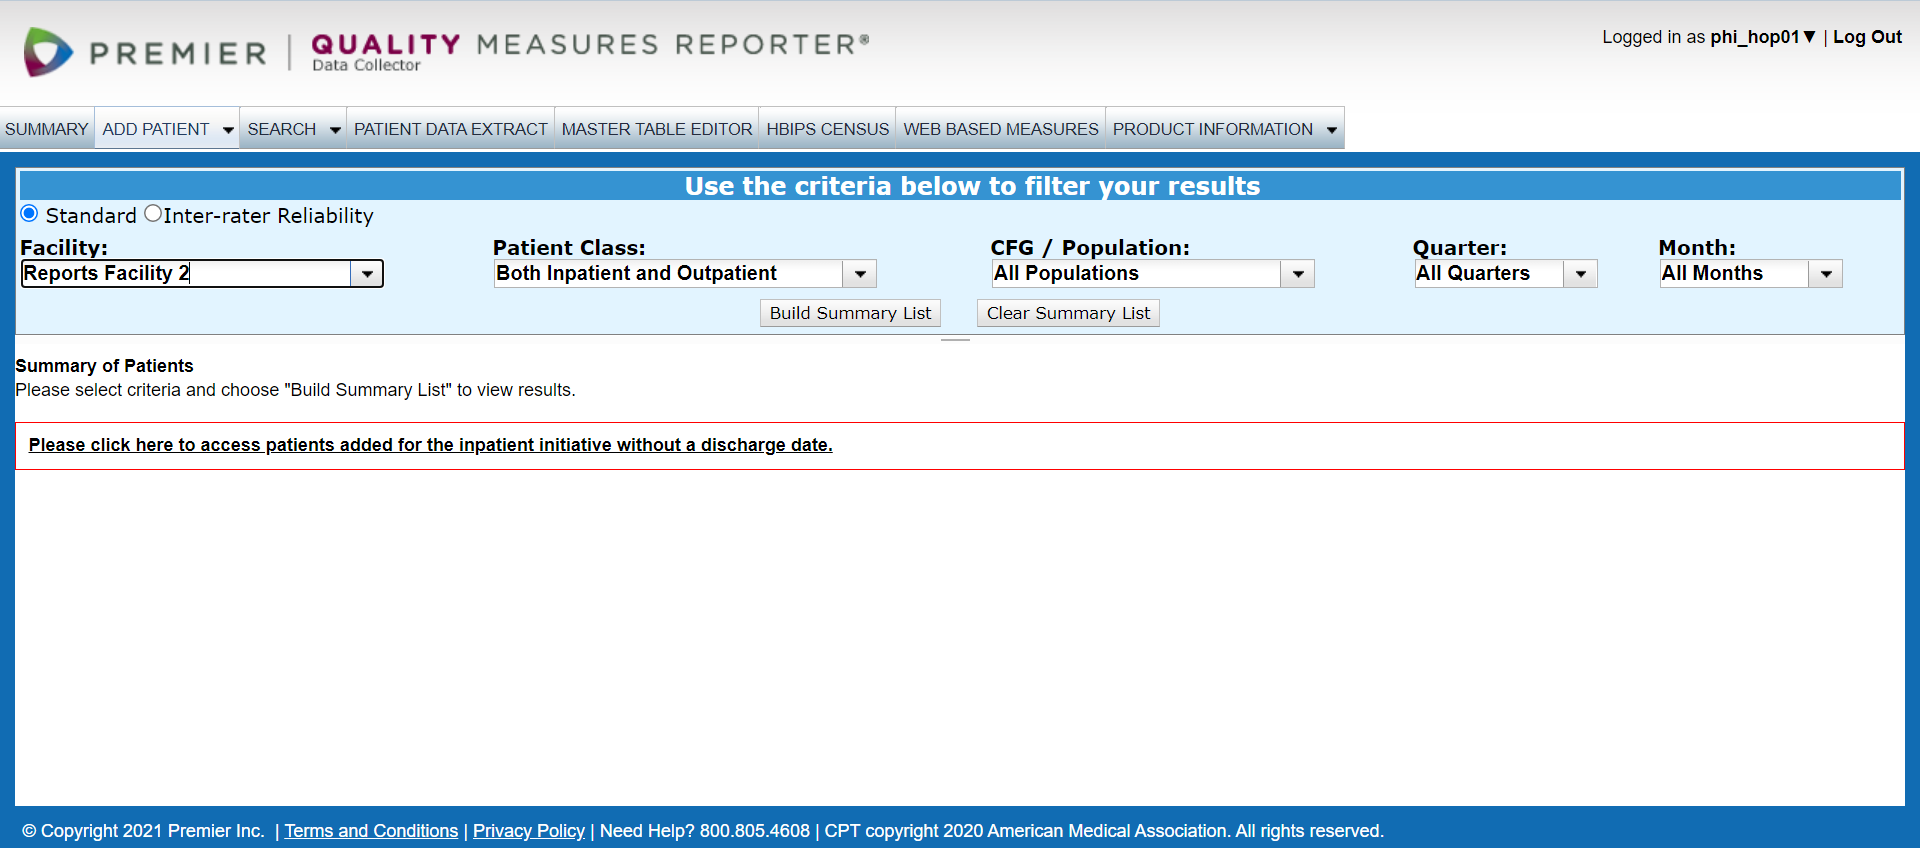 PREMIER | QUALITY MEASURES REPORTER®
Data Collector
Logged in as phi_hop01▼ | Log Out
SUMMARY ADD PATIENT SEARCH PATIENT DATA EXTRACT MASTER TABLE EDITOR HBIPS CENSUS WEB BASED MEASURES PRODUCT INFORMATION
Use the criteria below to filter your results
Standard Inter-rater Reliability
Facility: Patient Class: CFG / Population: Quarter: Month:
Reports Facility 2 Both Inpatient and Outpatient All Populations All Quarters All Months
Build Summary List Clear Summary List
Summary of Patients
Please select criteria and choose "Build Summary List" to view results.
Please click here to access patients added for the inpatient initiative without a discharge date.
© Copyright 2021 Premier Inc. | Terms and Conditions | Privacy Policy | Need Help? 800.805.4608 | CPT copyright 2020 American Medical Association. All rights reserved.